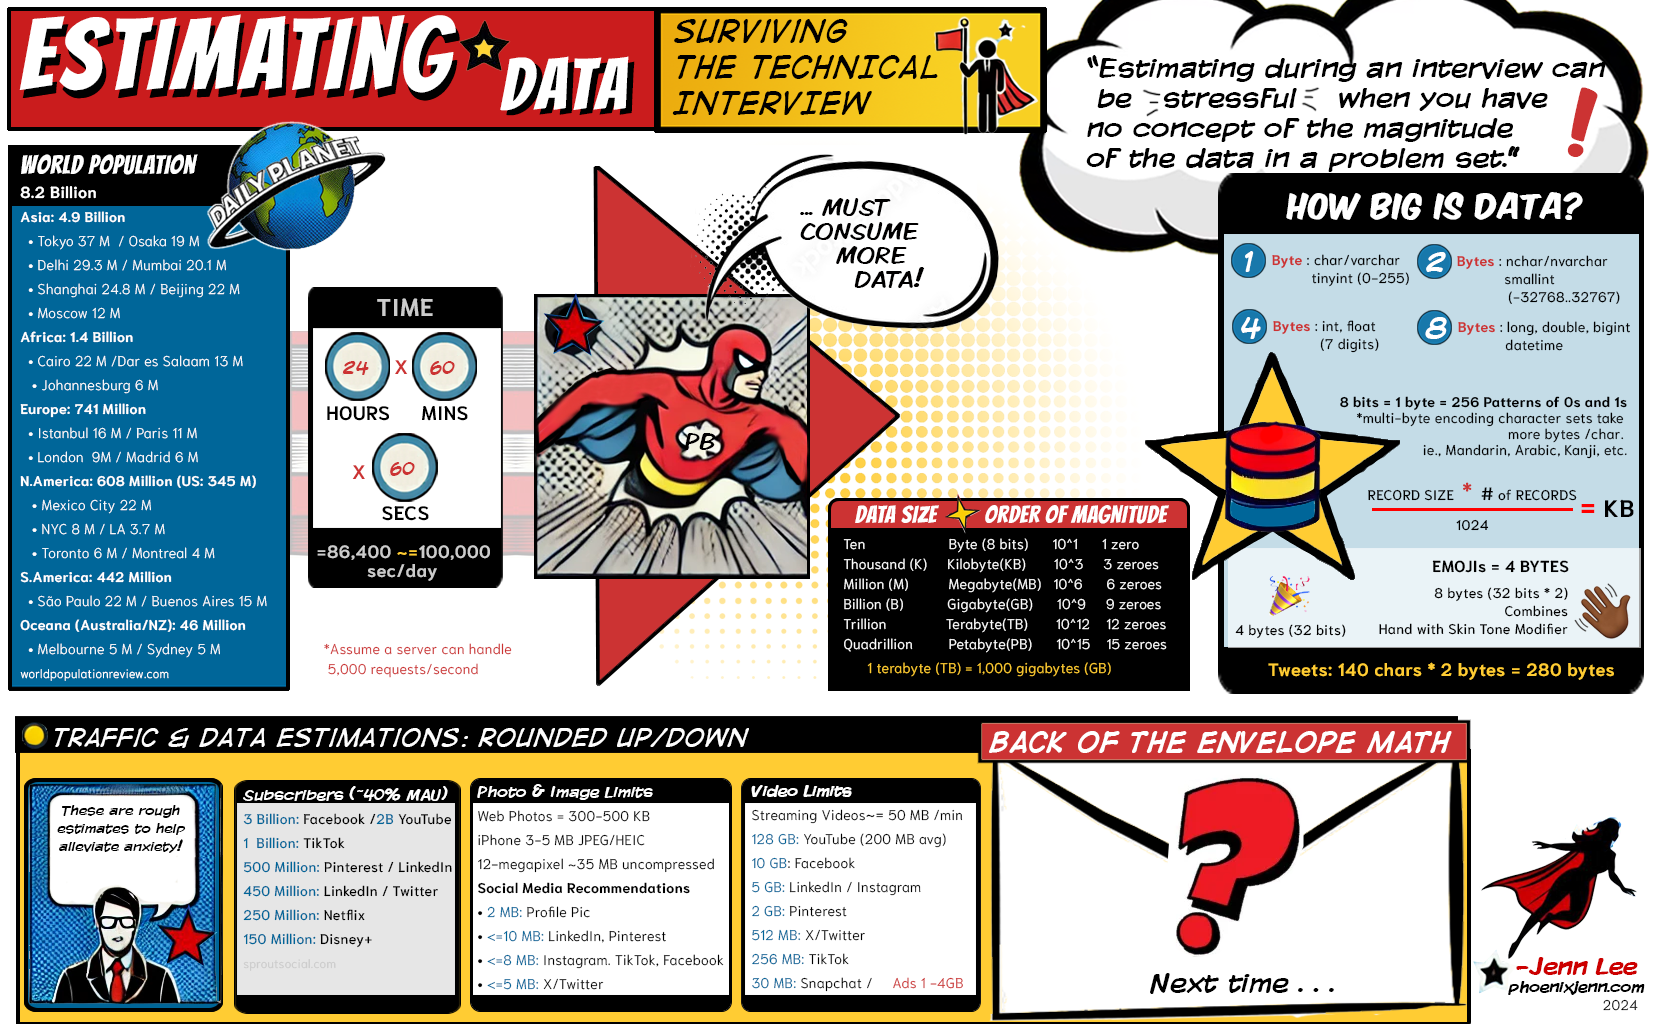 ESTIMATING DATA
SURVIVING
THE TECHNICAL
INTERVIEW
"Estimating during an interview can
be stressful when you have
no concept of the magnitude
of the data in a problem set."
!
WORLD POPULATION
8.2 Billion
DAILY PLANET
Asia: 4.9 Billion
• Tokyo 37 M / Osaka 19 M
• Delhi 29.3 M / Mumbai 20.1 M
• Shanghai 24.8 M / Beijing 22 M
• Moscow 12 M
Africa: 1.4 Billion
• Cairo 22 M /Dar es Salaam 13 M
• Johannesburg 6 M
Europe: 741 Million
• Istanbul 16 M / Paris 11 M
• London 9M / Madrid 6 M
N.America: 608 Million (US: 345 M)
• Mexico City 22 M
• NYC 8 M / LA 3.7 M
• Toronto 6 M / Montreal 4 M
S.America: 442 Million
• São Paulo 22 M / Buenos Aires 15 M
Oceana (Australia/NZ): 46 Million
• Melbourne 5 M / Sydney 5 M
worldpopulationreview.com
TIME
24 X 60
HOURS MINS
X 60
SECS
=86,400 ~=100,000
sec/day
*Assume a server can handle
5,000 requests/second
... MUST
CONSUME
MORE
DATA!
PB
DATA SIZE ORDER OF MAGNITUDE
Ten Byte (8 bits) 10^1 1 zero
Thousand (K) Kilobyte(KB) 10^3 3 zeroes
Million (M) Megabyte(MB) 10^6 6 zeroes
Billion (B) Gigabyte(GB) 10^9 9 zeroes
Trillion Terabyte(TB) 10^12 12 zeroes
Quadrillion Petabyte(PB) 10^15 15 zeroes
1 terabyte (TB) = 1,000 gigabytes (GB)
HOW BIG IS DATA?
1 Byte : char/varchar
tinyint (0-255)
2 Bytes : nchar/nvarchar
smallint
(-32768..32767)
4 Bytes : int, float
(7 digits)
8 Bytes : long, double, bigint
datetime
8 bits = 1 byte = 256 Patterns of 0s and 1s
*multi-byte encoding character sets take
more bytes /char.
ie., Mandarin, Arabic, Kanji, etc.
RECORD SIZE * # of RECORDS
= KB
1024
EMOJIs = 4 BYTES
8 bytes (32 bits * 2)
Combines
Hand with Skin Tone Modifier
4 bytes (32 bits)
Tweets: 140 chars * 2 bytes = 280 bytes
TRAFFIC & DATA ESTIMATIONS: ROUNDED UP/DOWN
These are rough
estimates to help
alleviate anxiety!
Subscribers (~40% MAU)
3 Billion: Facebook /2B YouTube
1 Billion: TikTok
500 Million: Pinterest / LinkedIn
450 Million: LinkedIn / Twitter
250 Million: Netflix
150 Million: Disney+
sproutsocial.com
Photo & Image Limits
Web Photos = 300-500 KB
iPhone 3-5 MB JPEG/HEIC
12-megapixel ~35 MB uncompressed
Social Media Recommendations
• 2 MB: Profile Pic
• <=10 MB: LinkedIn, Pinterest
• <=8 MB: Instagram. TikTok, Facebook
• <=5 MB: X/Twitter
Video Limits
Streaming Videos~= 50 MB /min
128 GB: YouTube (200 MB avg)
10 GB: Facebook
5 GB: LinkedIn / Instagram
2 GB: Pinterest
512 MB: X/Twitter
256 MB: TikTok
30 MB: Snapchat / Ads 1 -4GB
BACK OF THE ENVELOPE MATH
?
Next time . . .
-Jenn Lee
phoenixjenn.com
2024